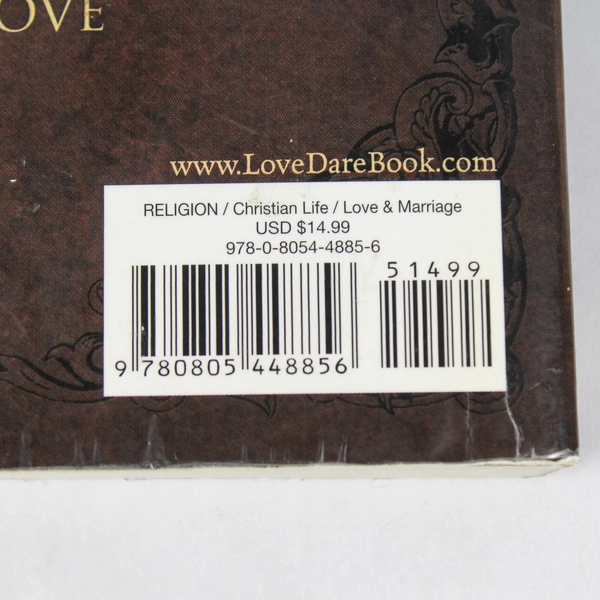 OVE
www.LoveDareBook.com
RELIGION / Christian Life / Love & Marriage
USD $14.99
978-0-8054-4885-6
51499
9 780805 448856